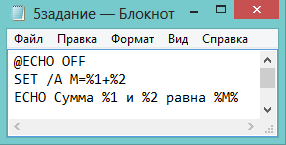 5задание — Блокнот
Файл Правка Формат Вид Справка
@ECHO OFF
SET /A M=%1+%2
ECHO Сумма %1 и %2 равна %M%